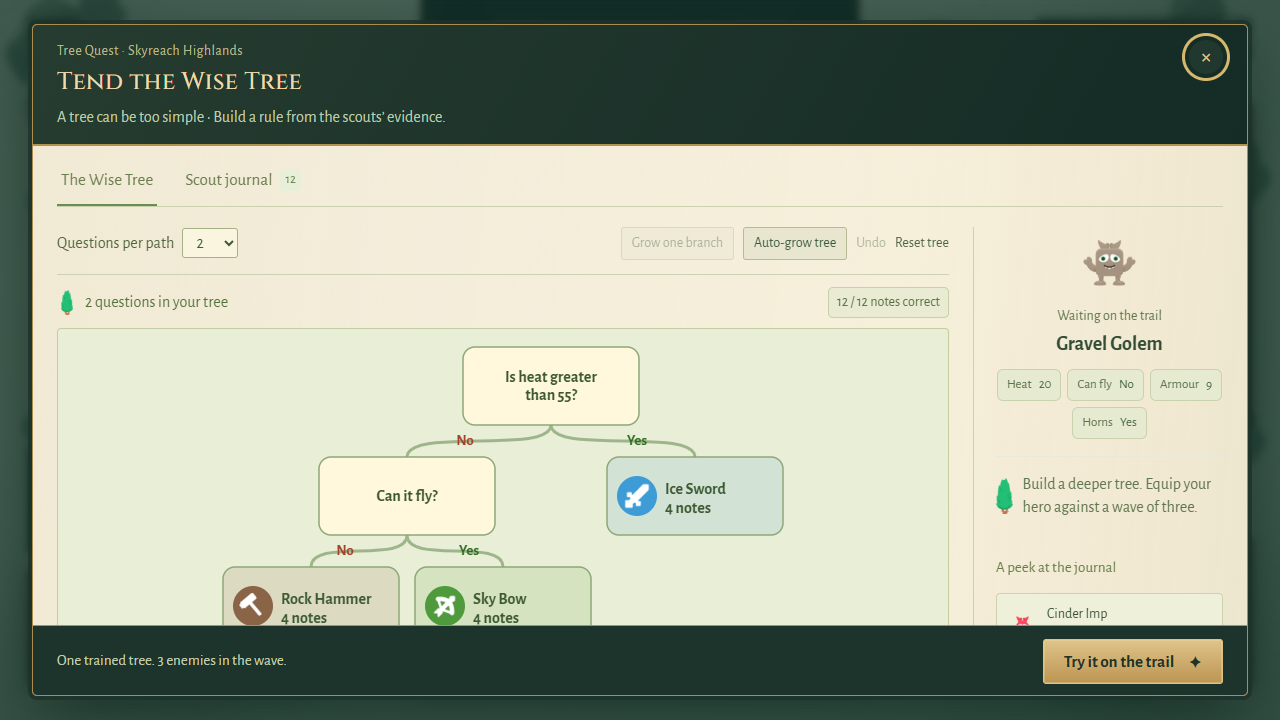 Tree Quest · Skyreach Highlands
Tend the Wise Tree
A tree can be too simple · Build a rule from the scouts' evidence.
×
The Wise Tree
Scout journal 12
Questions per path 2
Grow one branch
Auto-grow tree
Undo
Reset tree
2 questions in your tree
12 / 12 notes correct
Is heat greater
than 55?
No
Yes
Can it fly?
Ice Sword
4 notes
No
Yes
Rock Hammer
4 notes
Sky Bow
4 notes
Waiting on the trail
Gravel Golem
Heat 20
Can fly No
Armour 9
Horns Yes
Build a deeper tree. Equip your
hero against a wave of three.
A peek at the journal
Cinder Imp
One trained tree. 3 enemies in the wave.
Try it on the trail